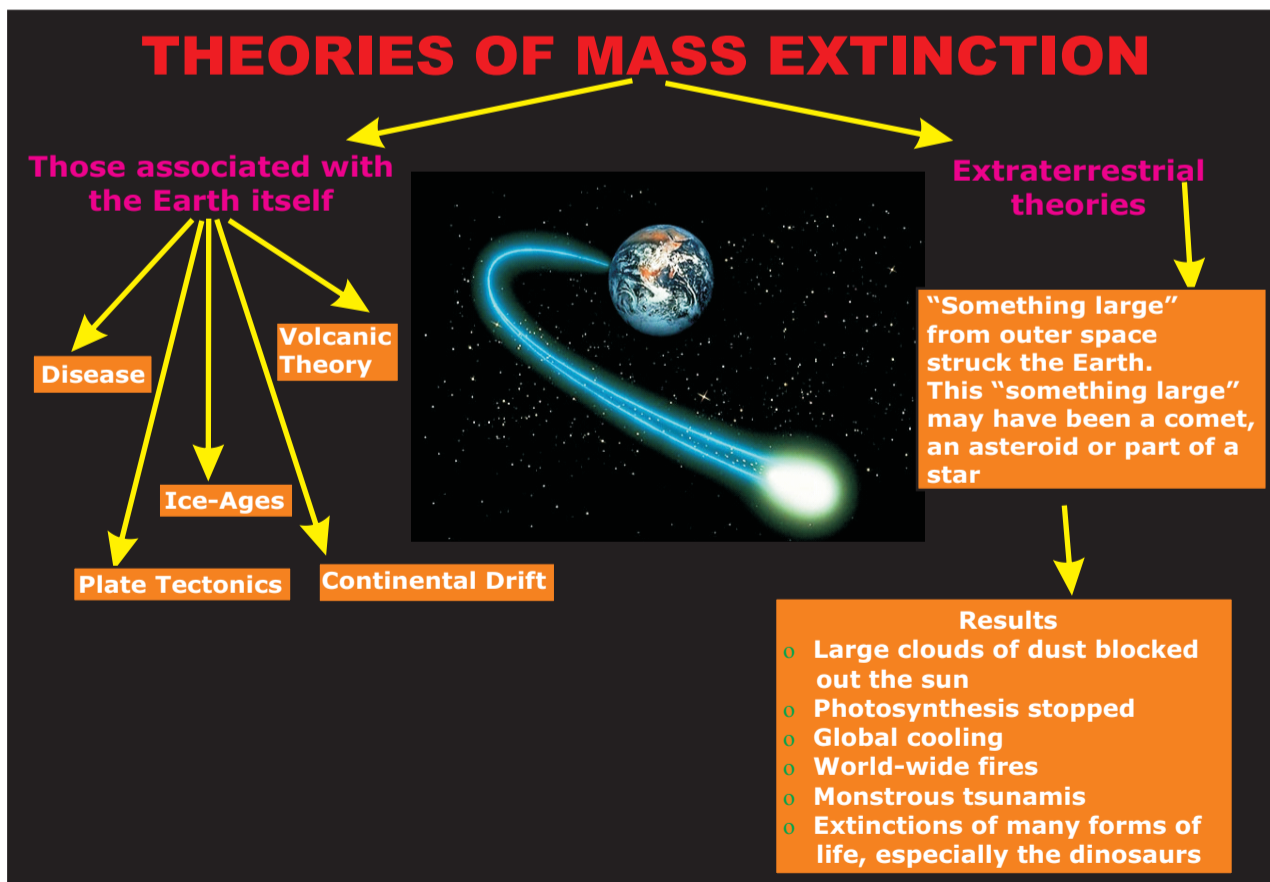 THEORIES OF MASS EXTINCTION
Those associated with
the Earth itself
Extraterrestrial
theories
Disease
Volcanic
Theory
Ice-Ages
Plate Tectonics
Continental Drift
“Something large”
from outer space
struck the Earth.
This “something large”
may have been a comet,
an asteroid or part of a
star
Results
o Large clouds of dust blocked
out the sun
o Photosynthesis stopped
o Global cooling
o World-wide fires
o Monstrous tsunamis
o Extinctions of many forms of
life, especially the dinosaurs